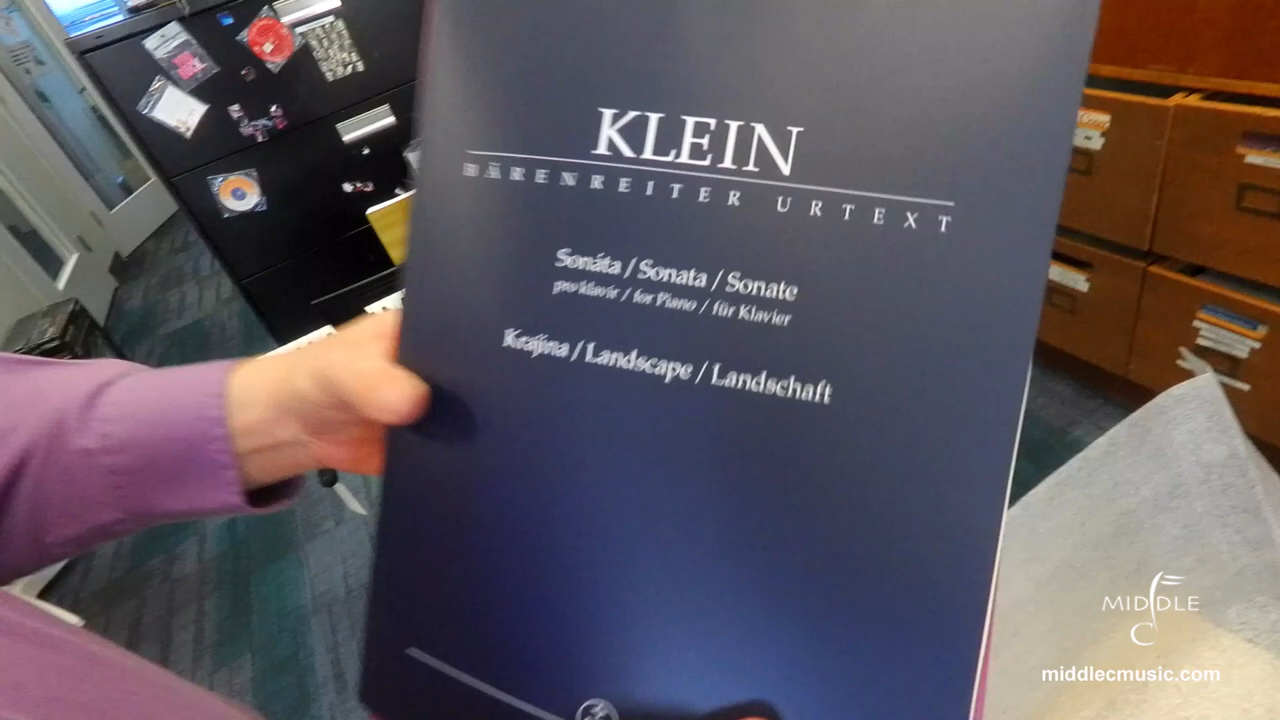 KLEIN
BÄRENREITER URTEXT
Sonáta / Sonata / Sonate
pro klavír / for Piano / für Klavier
Krajina / Landscape / Landschaft
MIDDLE
C
middlecmusic.com